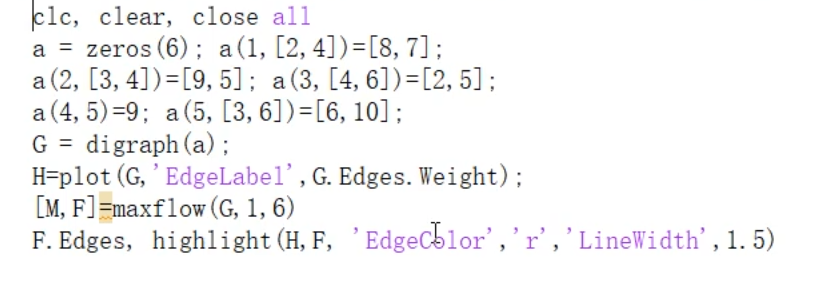 clc, clear, close all
a = zeros(6); a(1,[2,4])=[8,7];
a(2,[3,4])=[9,5]; a(3,[4,6])=[2,5];
a(4,5)=9; a(5,[3,6])=[6,10];
G = digraph(a);
H=plot(G,'EdgeLabel',G.Edges.Weight);
[M,F]=maxflow(G,1,6)
F.Edges, highlight(H,F, 'EdgeColor','r','LineWidth',1.5)